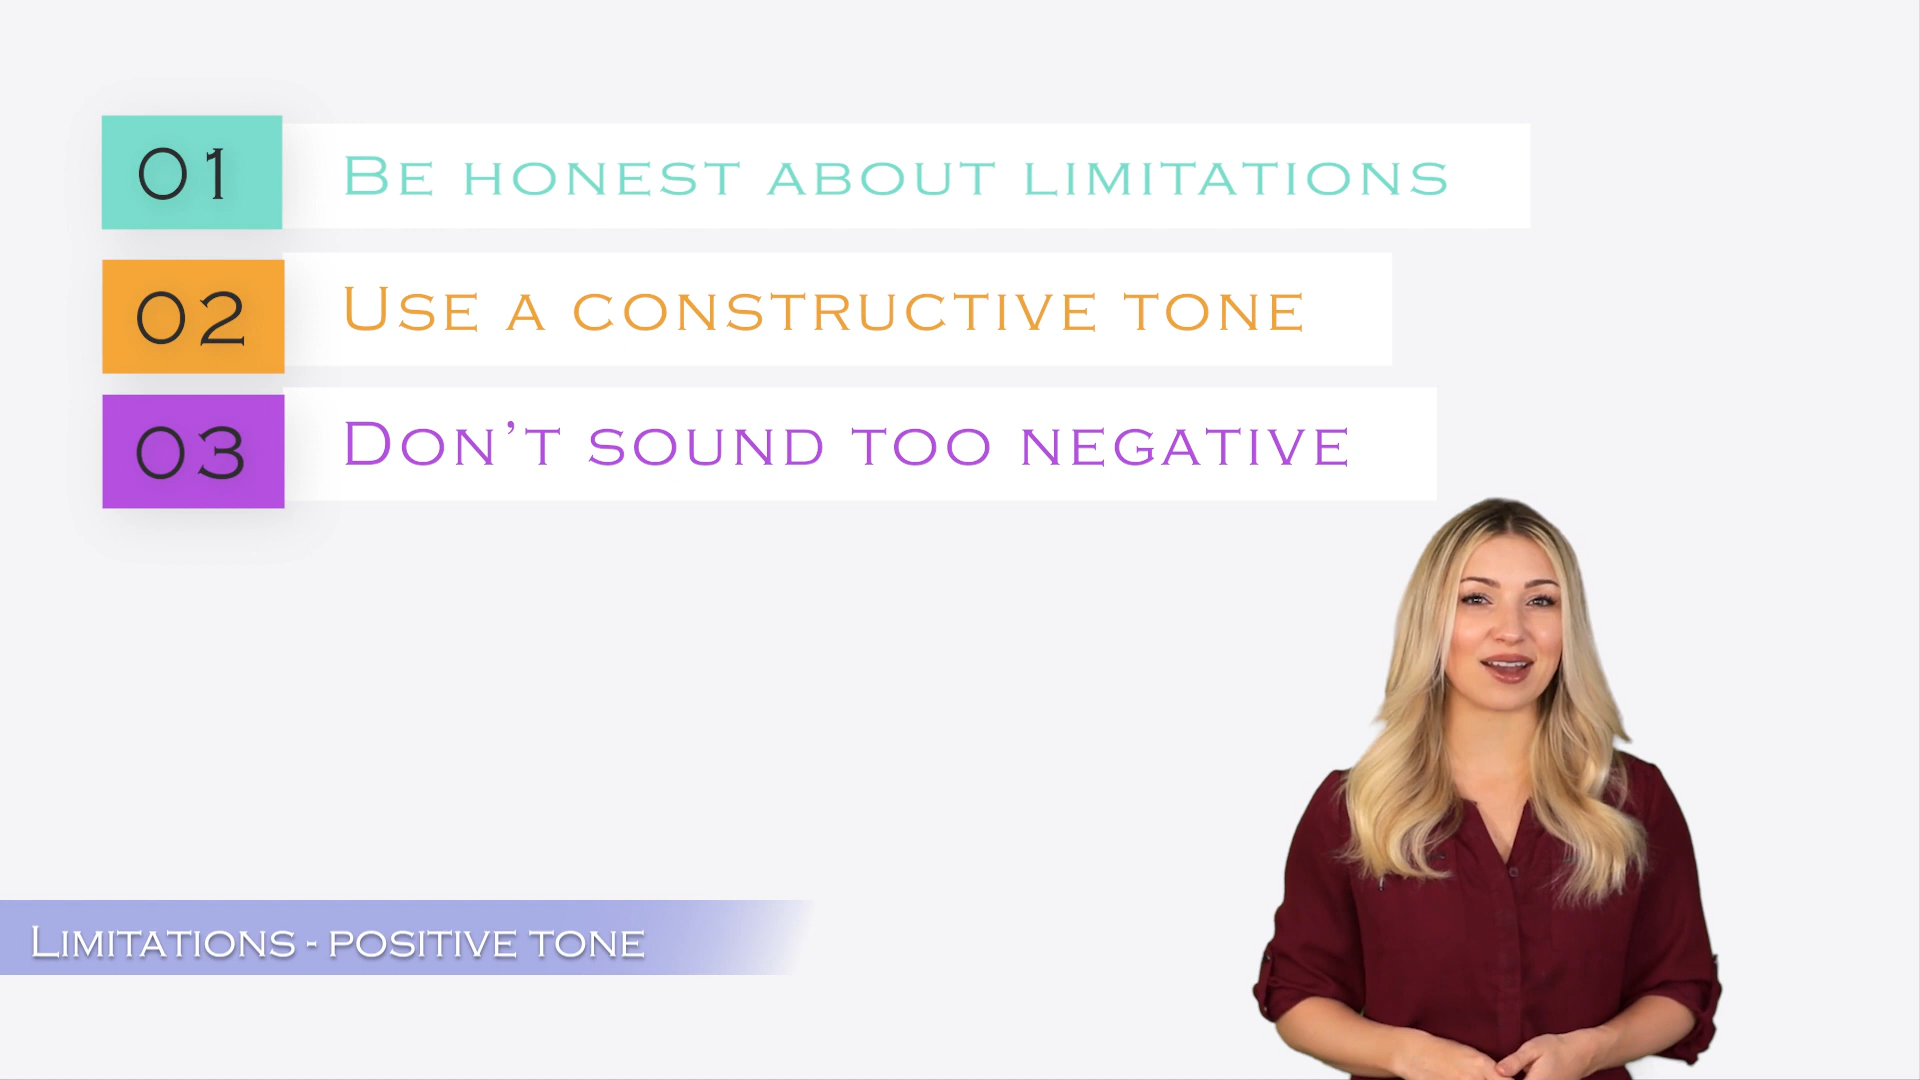 01 Be honest about limitations
02 Use a constructive tone
03 Don’t sound too negative
Limitations - positive tone